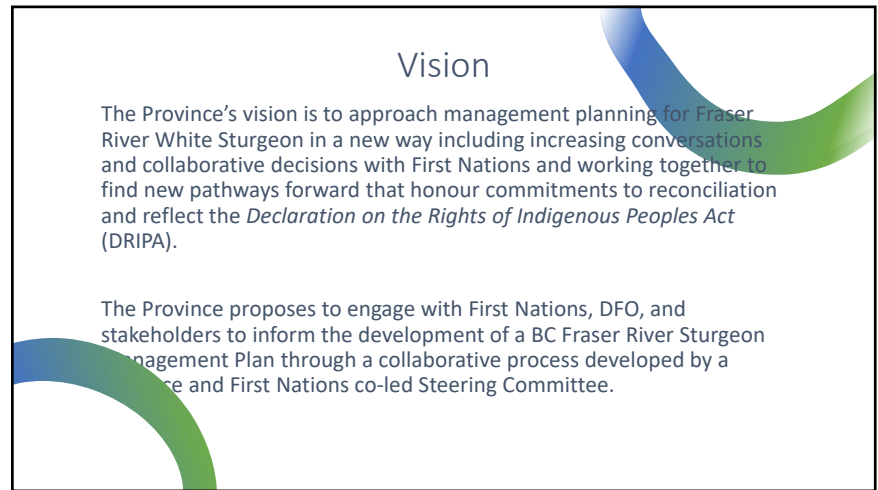 Vision
The Province’s vision is to approach management planning for Fraser
River White Sturgeon in a new way including increasing conversations
and collaborative decisions with First Nations and working together to
find new pathways forward that honour commitments to reconciliation
and reflect the Declaration on the Rights of Indigenous Peoples Act
(DRIPA).
The Province proposes to engage with First Nations, DFO, and
stakeholders to inform the development of a BC Fraser River Sturgeon
Management Plan through a collaborative process developed by a
and First Nations co-led Steering Committee.